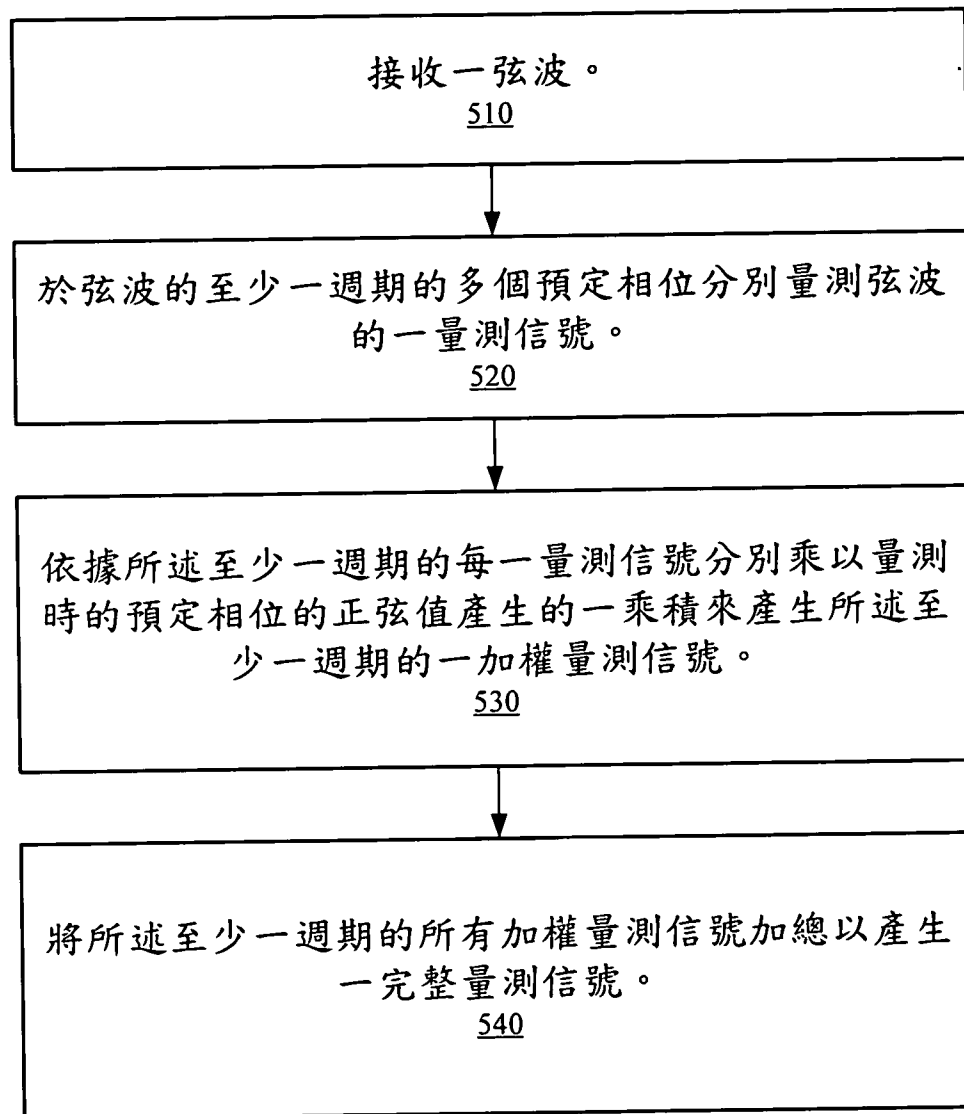 接收一弦波。
510
於弦波的至少一週期的多個預定相位分別量測弦波
的一量測信號。
520
依據所述至少一週期的每一量測信號分別乘以量測
時的預定相位的正弦值產生的一乘積來產生所述至
少一週期的一加權量測信號。
530
將所述至少一週期的所有加權量測信號加總以產生
一完整量測信號。
540